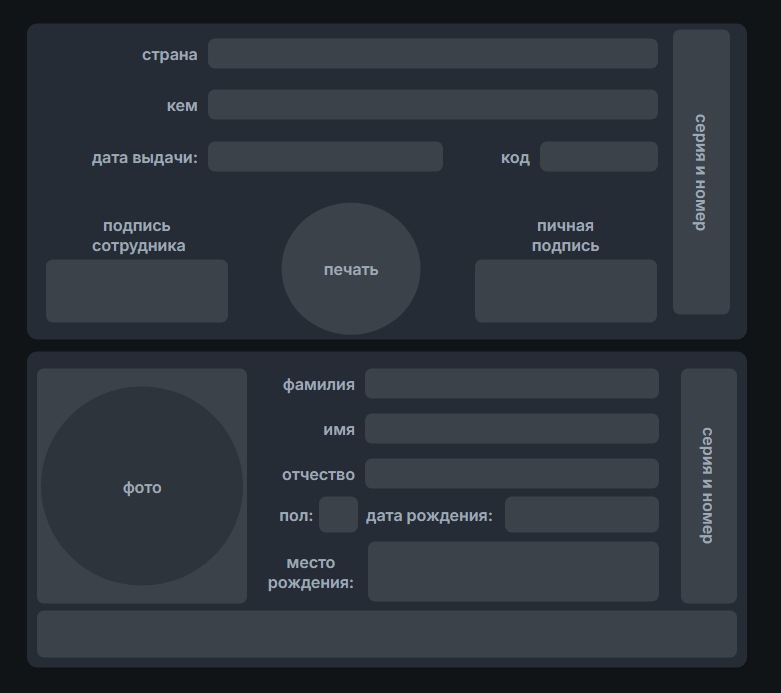 страна
кем
дата выдачи:
код
серия и номер
подпись
сотрудника
печать
пичная
подпись
фото
фамилия
имя
отчество
пол:
дата рождения:
место
рождения:
серия и номер